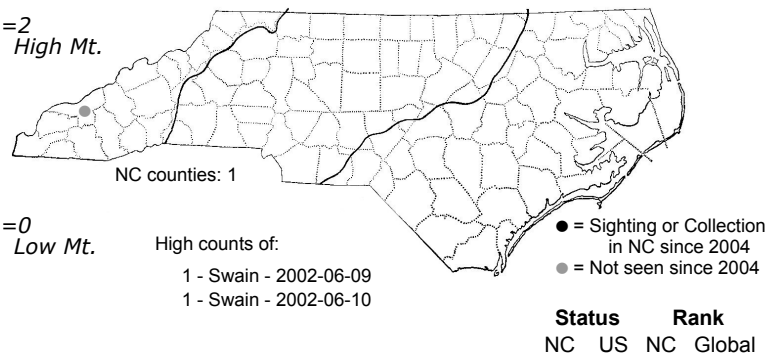 =2
High Mt.
NC counties: 1
=0
Low Mt.
High counts of:
1 - Swain - 2002-06-09
1 - Swain - 2002-06-10
● = Sighting or Collection
in NC since 2004
● = Not seen since 2004
Status Rank
NC US NC Global